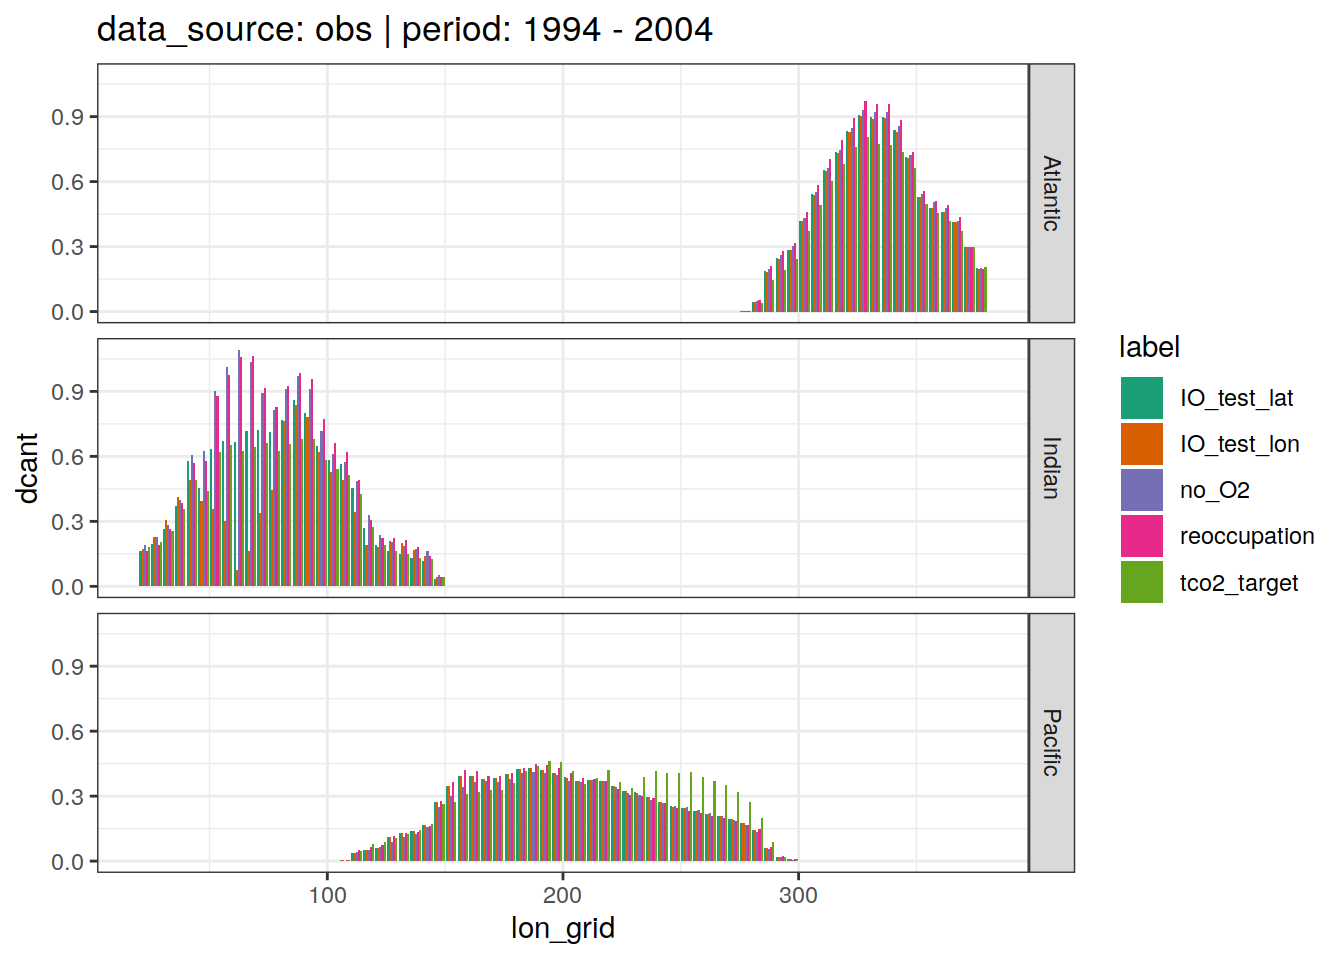 data_source: obs | period: 1994 - 2004
0.9
0.6
0.3
0.0
Atlantic
0.9
0.6
0.3
0.0
Indian
0.9
0.6
0.3
0.0
Pacific
dcant
100
200
300
lon_grid
label
IO_test_lat
IO_test_lon
no_O2
reoccupation
tco2_target